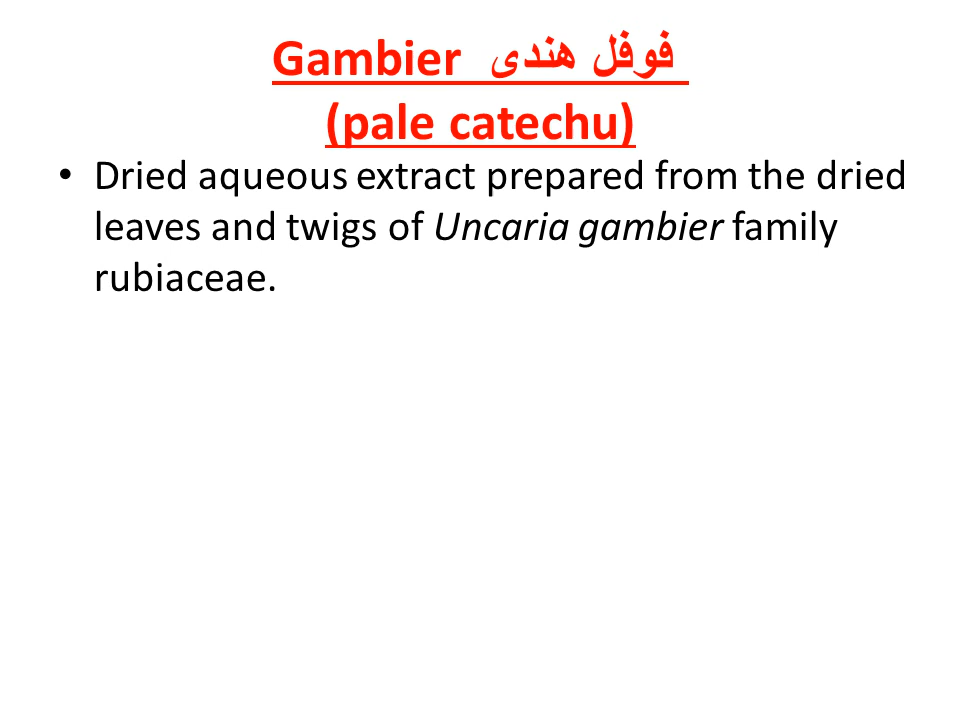 Gambier فوفل هندى
(pale catechu)
• Dried aqueous extract prepared from the dried
leaves and twigs of Uncaria gambier family
rubiaceae.